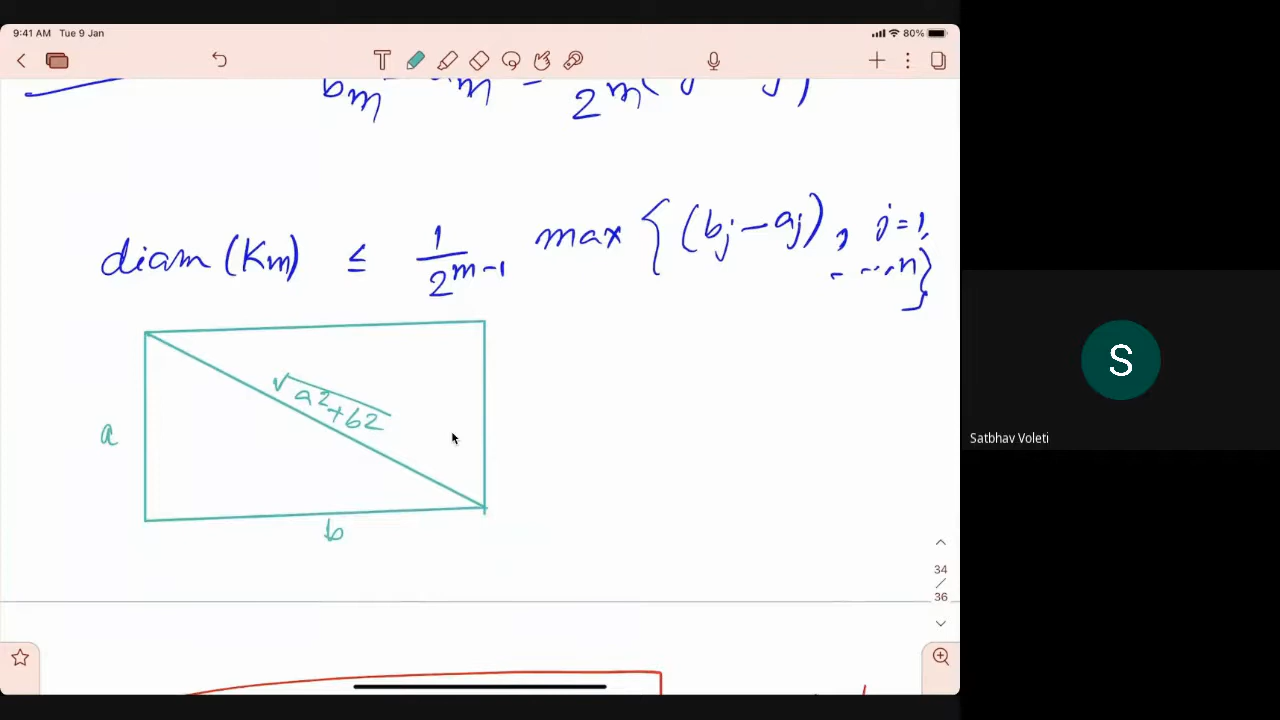 9:41 AM Tue 9 Jan
80%
T
2^m
diam (Km) ≤ 1/2^{m-1} max { (bj - aj), j=1, ....n}
√a²+b²
a
b
34
/
36
S
Satbhav Voleti